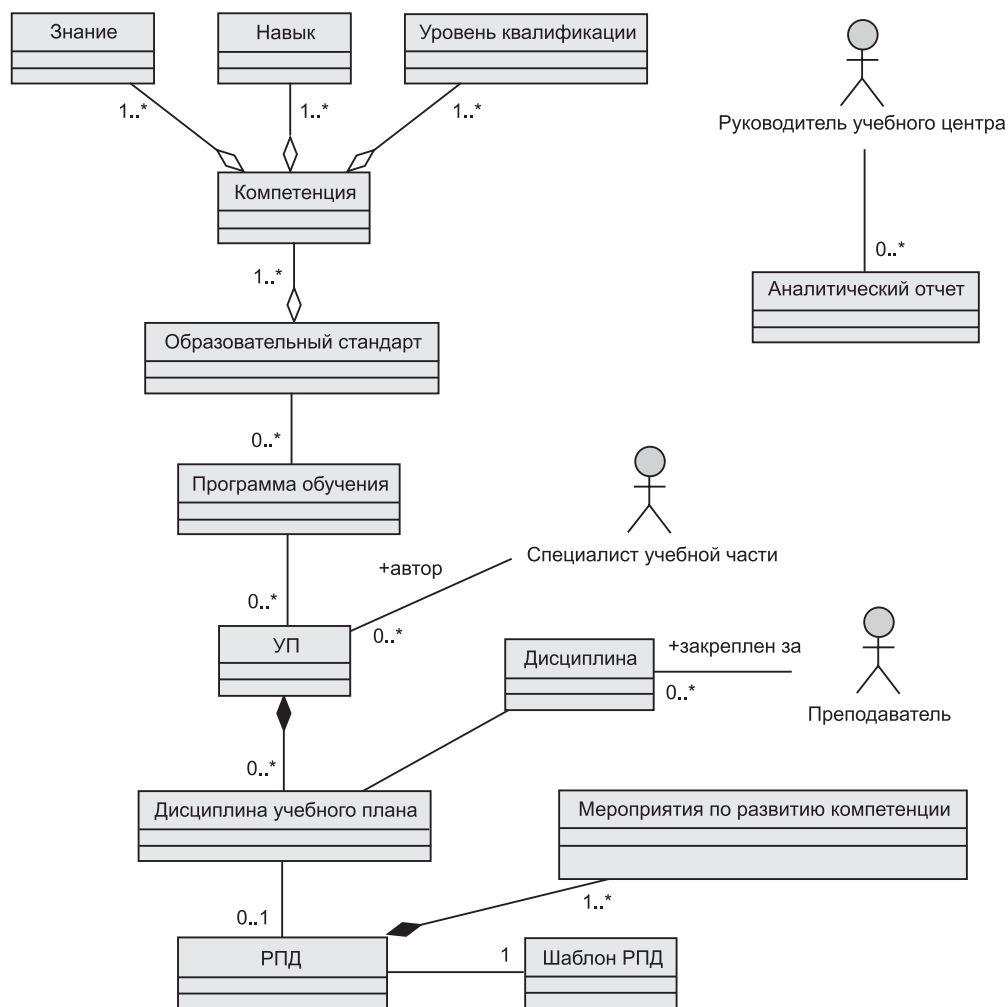 Знание
Навык
Уровень квалификации
1..*
1..*
1..*
Руководитель учебного центра
Компетенция
0..*
1..*
Аналитический отчет
Образовательный стандарт
0..*
Программа обучения
Специалист учебной части
+автор
0..*
0..*
УП
Дисциплина
+закреплен за
0..*
Преподаватель
0..*
Дисциплина учебного плана
Мероприятия по развитию компетенции
1..*
0..1
РПД
1
Шаблон РПД